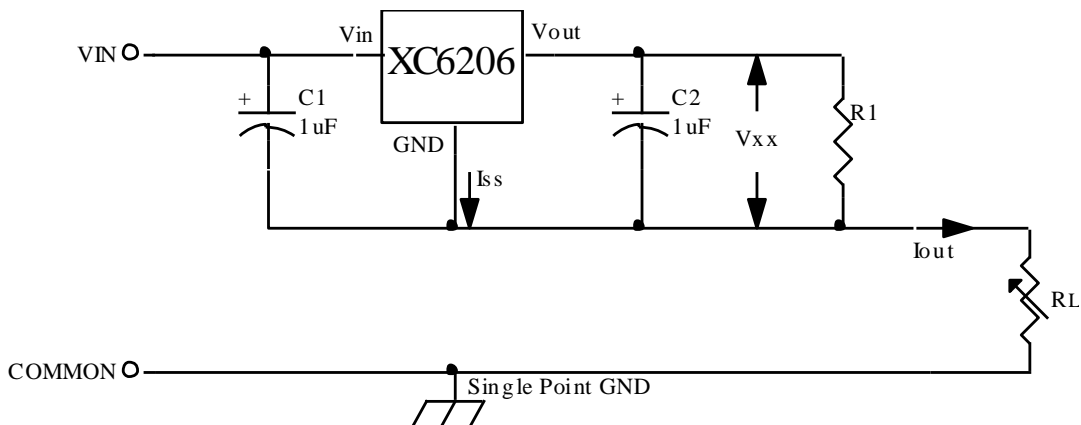 VIN
Vin
XC6206
Vout
+
C1
1uF
GND
Iss
+
C2
1uF
Vxx
R1
Iout
RL
COMMON
Single Point GND